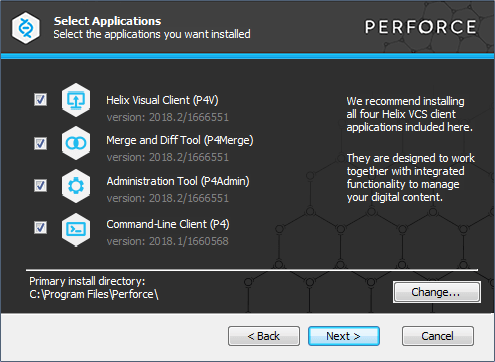 Select Applications
Select the applications you want installed
PERFORCE
Helix Visual Client (P4V)
version: 2018.2/1666551
Merge and Diff Tool (P4Merge)
version: 2018.2/1666551
Administration Tool (P4Admin)
version: 2018.2/1666551
Command-Line Client (P4)
version: 2018.1/1660568
We recommend installing
all four Helix VCS client
applications included here.
They are designed to work
together with integrated
functionality to manage
your digital content.
Primary install directory:
C:\Program Files\Perforce\
Change...
< Back
Next >
Cancel